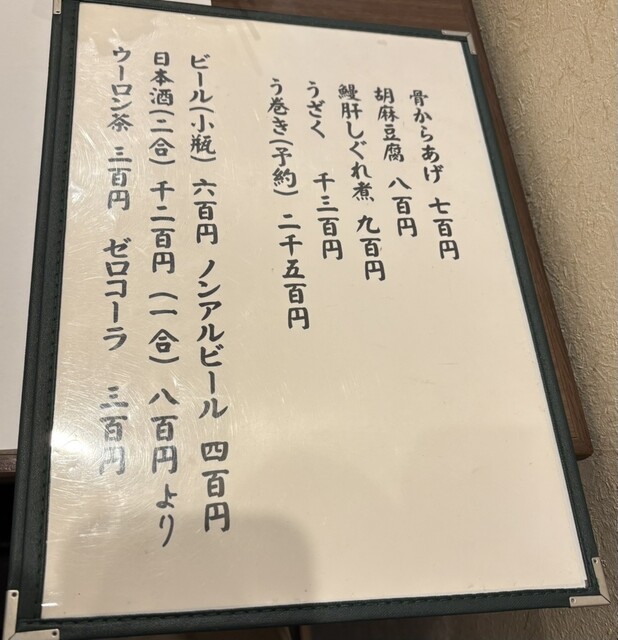 骨からあげ 七百円
胡麻豆腐 八百円
鰻肝しぐれ煮 九百円
うざく 千三百円
う巻き(予約) 二千五百円
ビール(小瓶) 六百円 ノンアルビール 四百円
日本酒(二合) 千二百円 (一合) 八百円より
ウーロン茶 三百円 ゼロコーラ 三百円